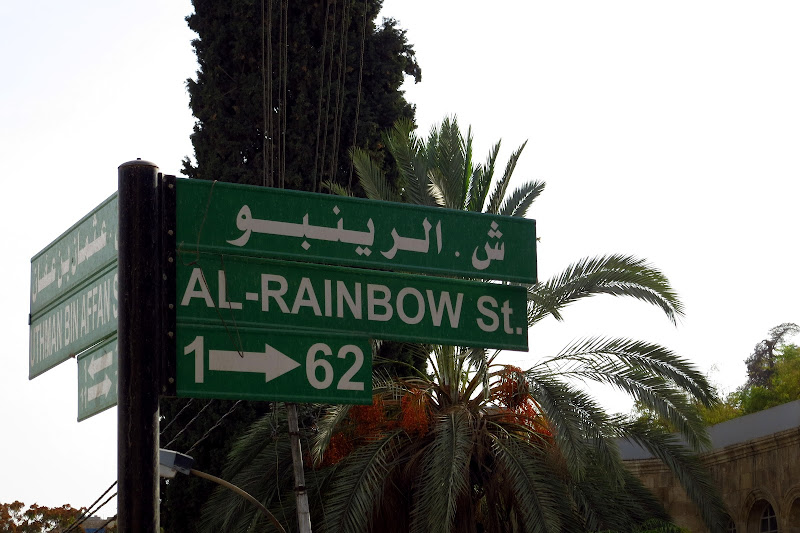 عثمان بن عفان
UTHMAN BIN AFFAN
ش. الرينبو
AL-RAINBOW St.
1 → 62